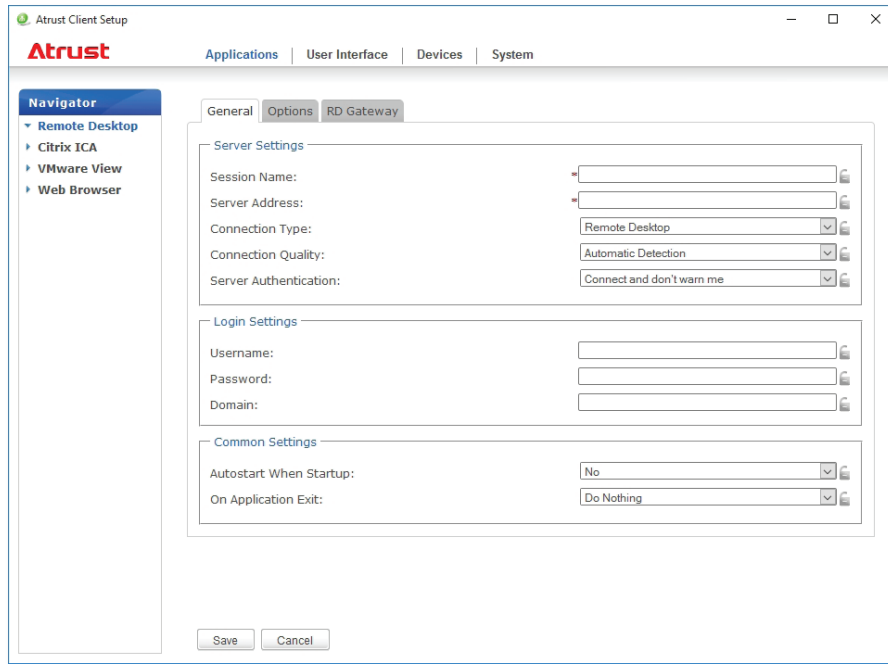 Atrust Client Setup
Atrust
Applications | User Interface | Devices | System
Navigator
Remote Desktop
Citrix ICA
VMware View
Web Browser
General Options RD Gateway
Server Settings
Session Name: *
Server Address: *
Connection Type: Remote Desktop
Connection Quality: Automatic Detection
Server Authentication: Connect and don't warn me
Login Settings
Username:
Password:
Domain:
Common Settings
Autostart When Startup: No
On Application Exit: Do Nothing
Save Cancel